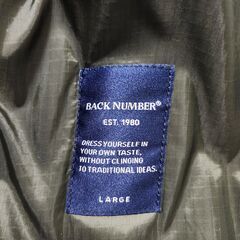 BACK NUMBER®
EST. 1980
DRESS YOURSELF IN
YOUR OWN TASTE,
WITHOUT CLINGING
TO TRADITIONAL IDEAS.
LARGE